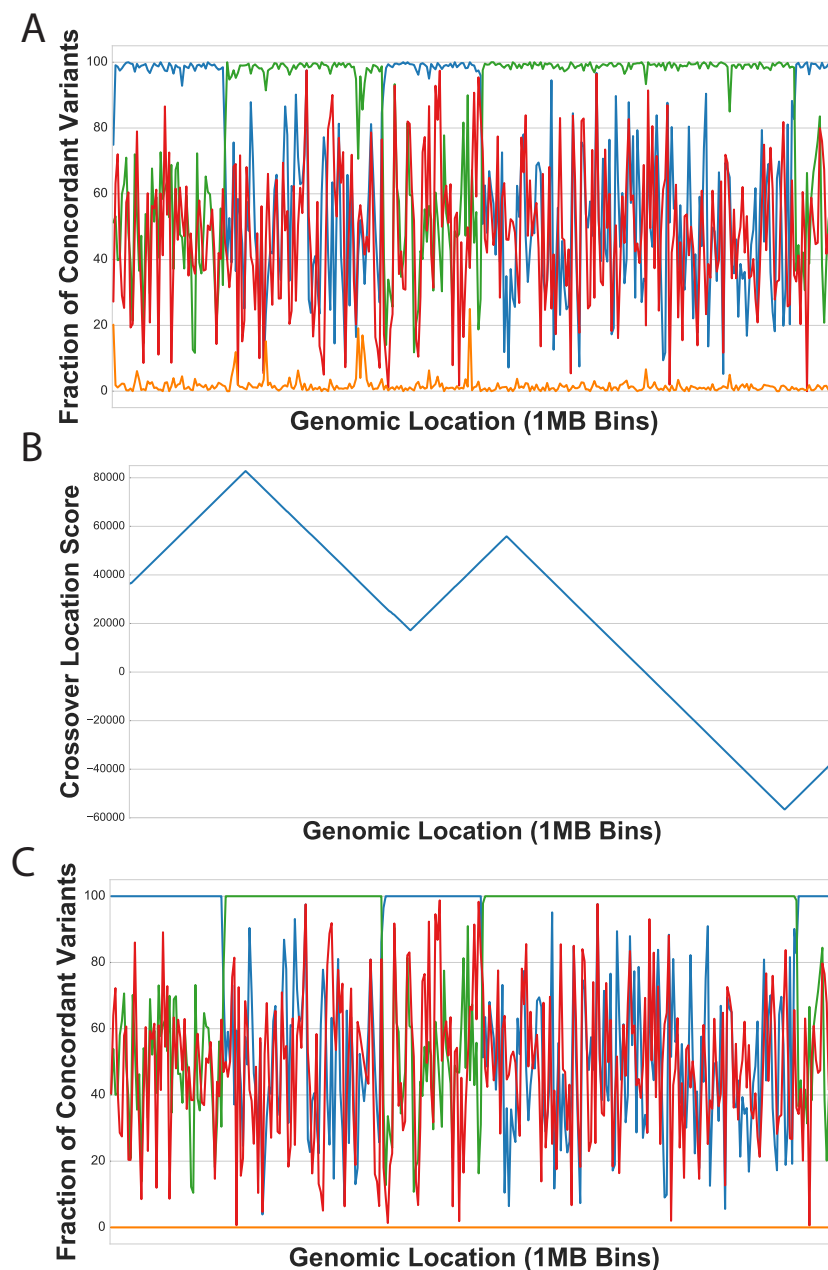 A
Fraction of Concordant Variants
100
80
60
40
20
0
Genomic Location (1MB Bins)
B
Crossover Location Score
80000
60000
40000
20000
0
−20000
−40000
−60000
Genomic Location (1MB Bins)
C
Fraction of Concordant Variants
100
80
60
40
20
0
Genomic Location (1MB Bins)